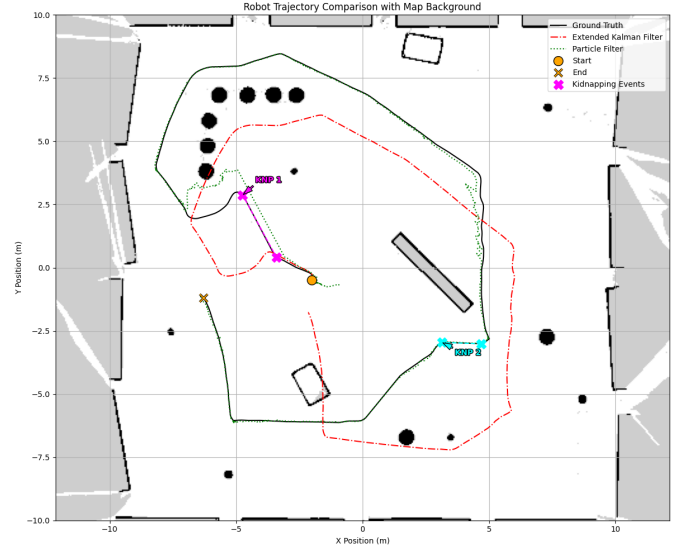 Robot Trajectory Comparison with Map Background
Ground Truth
Extended Kalman Filter
Particle Filter
Start
End
Kidnapping Events
10.0
7.5
5.0
2.5
0.0
−2.5
−5.0
−7.5
−10.0
Y Position (m)
KNP 1
KNP 2
−10
−5
0
5
10
X Position (m)